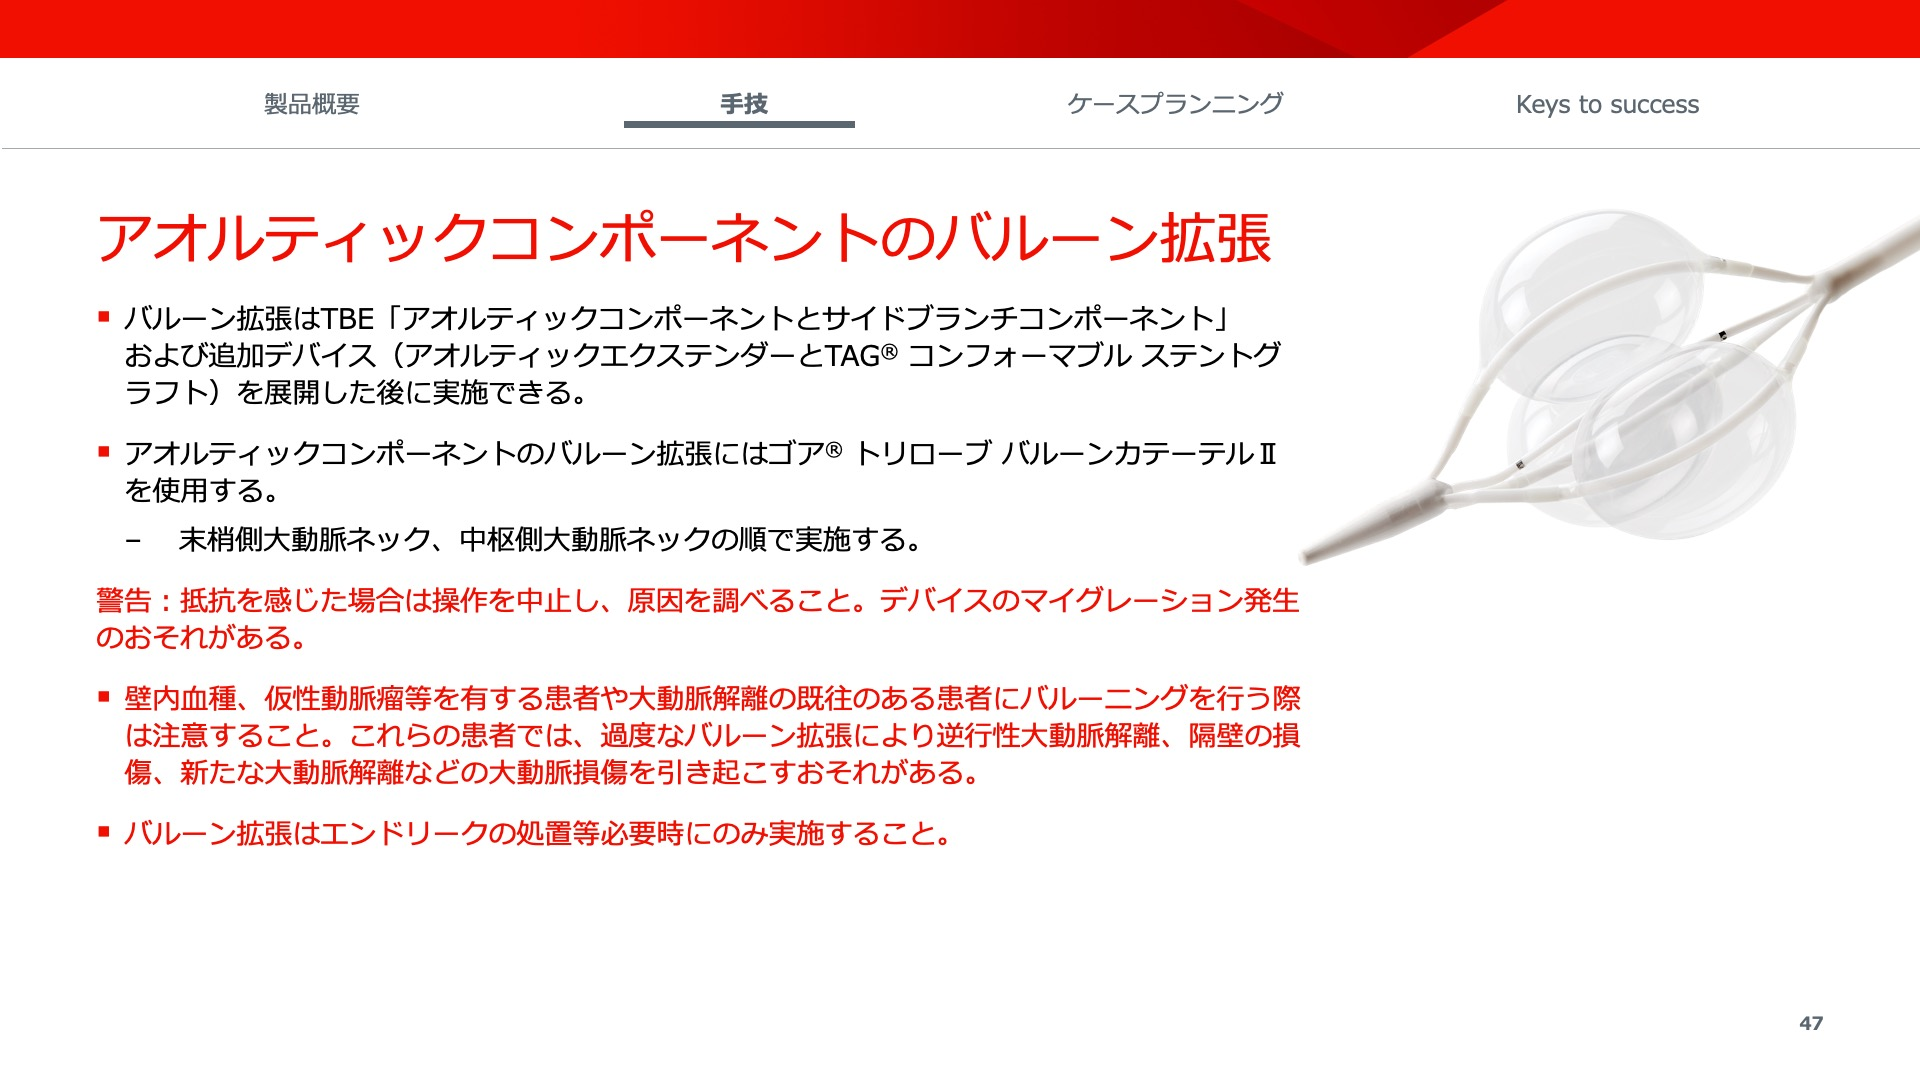 製品概要
手技
ケースプランニング
Keys to success
アオルティックコンポーネントのバルーン拡張
▪ バルーン拡張はTBE「アオルティックコンポーネントとサイドブランチコンポーネント」
および追加デバイス（アオルティックエクステンダーとTAG® コンフォーマブル ステントグ
ラフト）を展開した後に実施できる。
▪ アオルティックコンポーネントのバルーン拡張にはゴア® トリローブ バルーンカテーテルⅡ
を使用する。
– 末梢側大動脈ネック、中枢側大動脈ネックの順で実施する。
警告：抵抗を感じた場合は操作を中止し、原因を調べること。デバイスのマイグレーション発生
のおそれがある。
▪ 壁内血種、仮性動脈瘤等を有する患者や大動脈解離の既往のある患者にバルーニングを行う際
は注意すること。これらの患者では、過度なバルーン拡張により逆行性大動脈解離、隔壁の損
傷、新たな大動脈解離などの大動脈損傷を引き起こすおそれがある。
▪ バルーン拡張はエンドリークの処置等必要時にのみ実施すること。
47